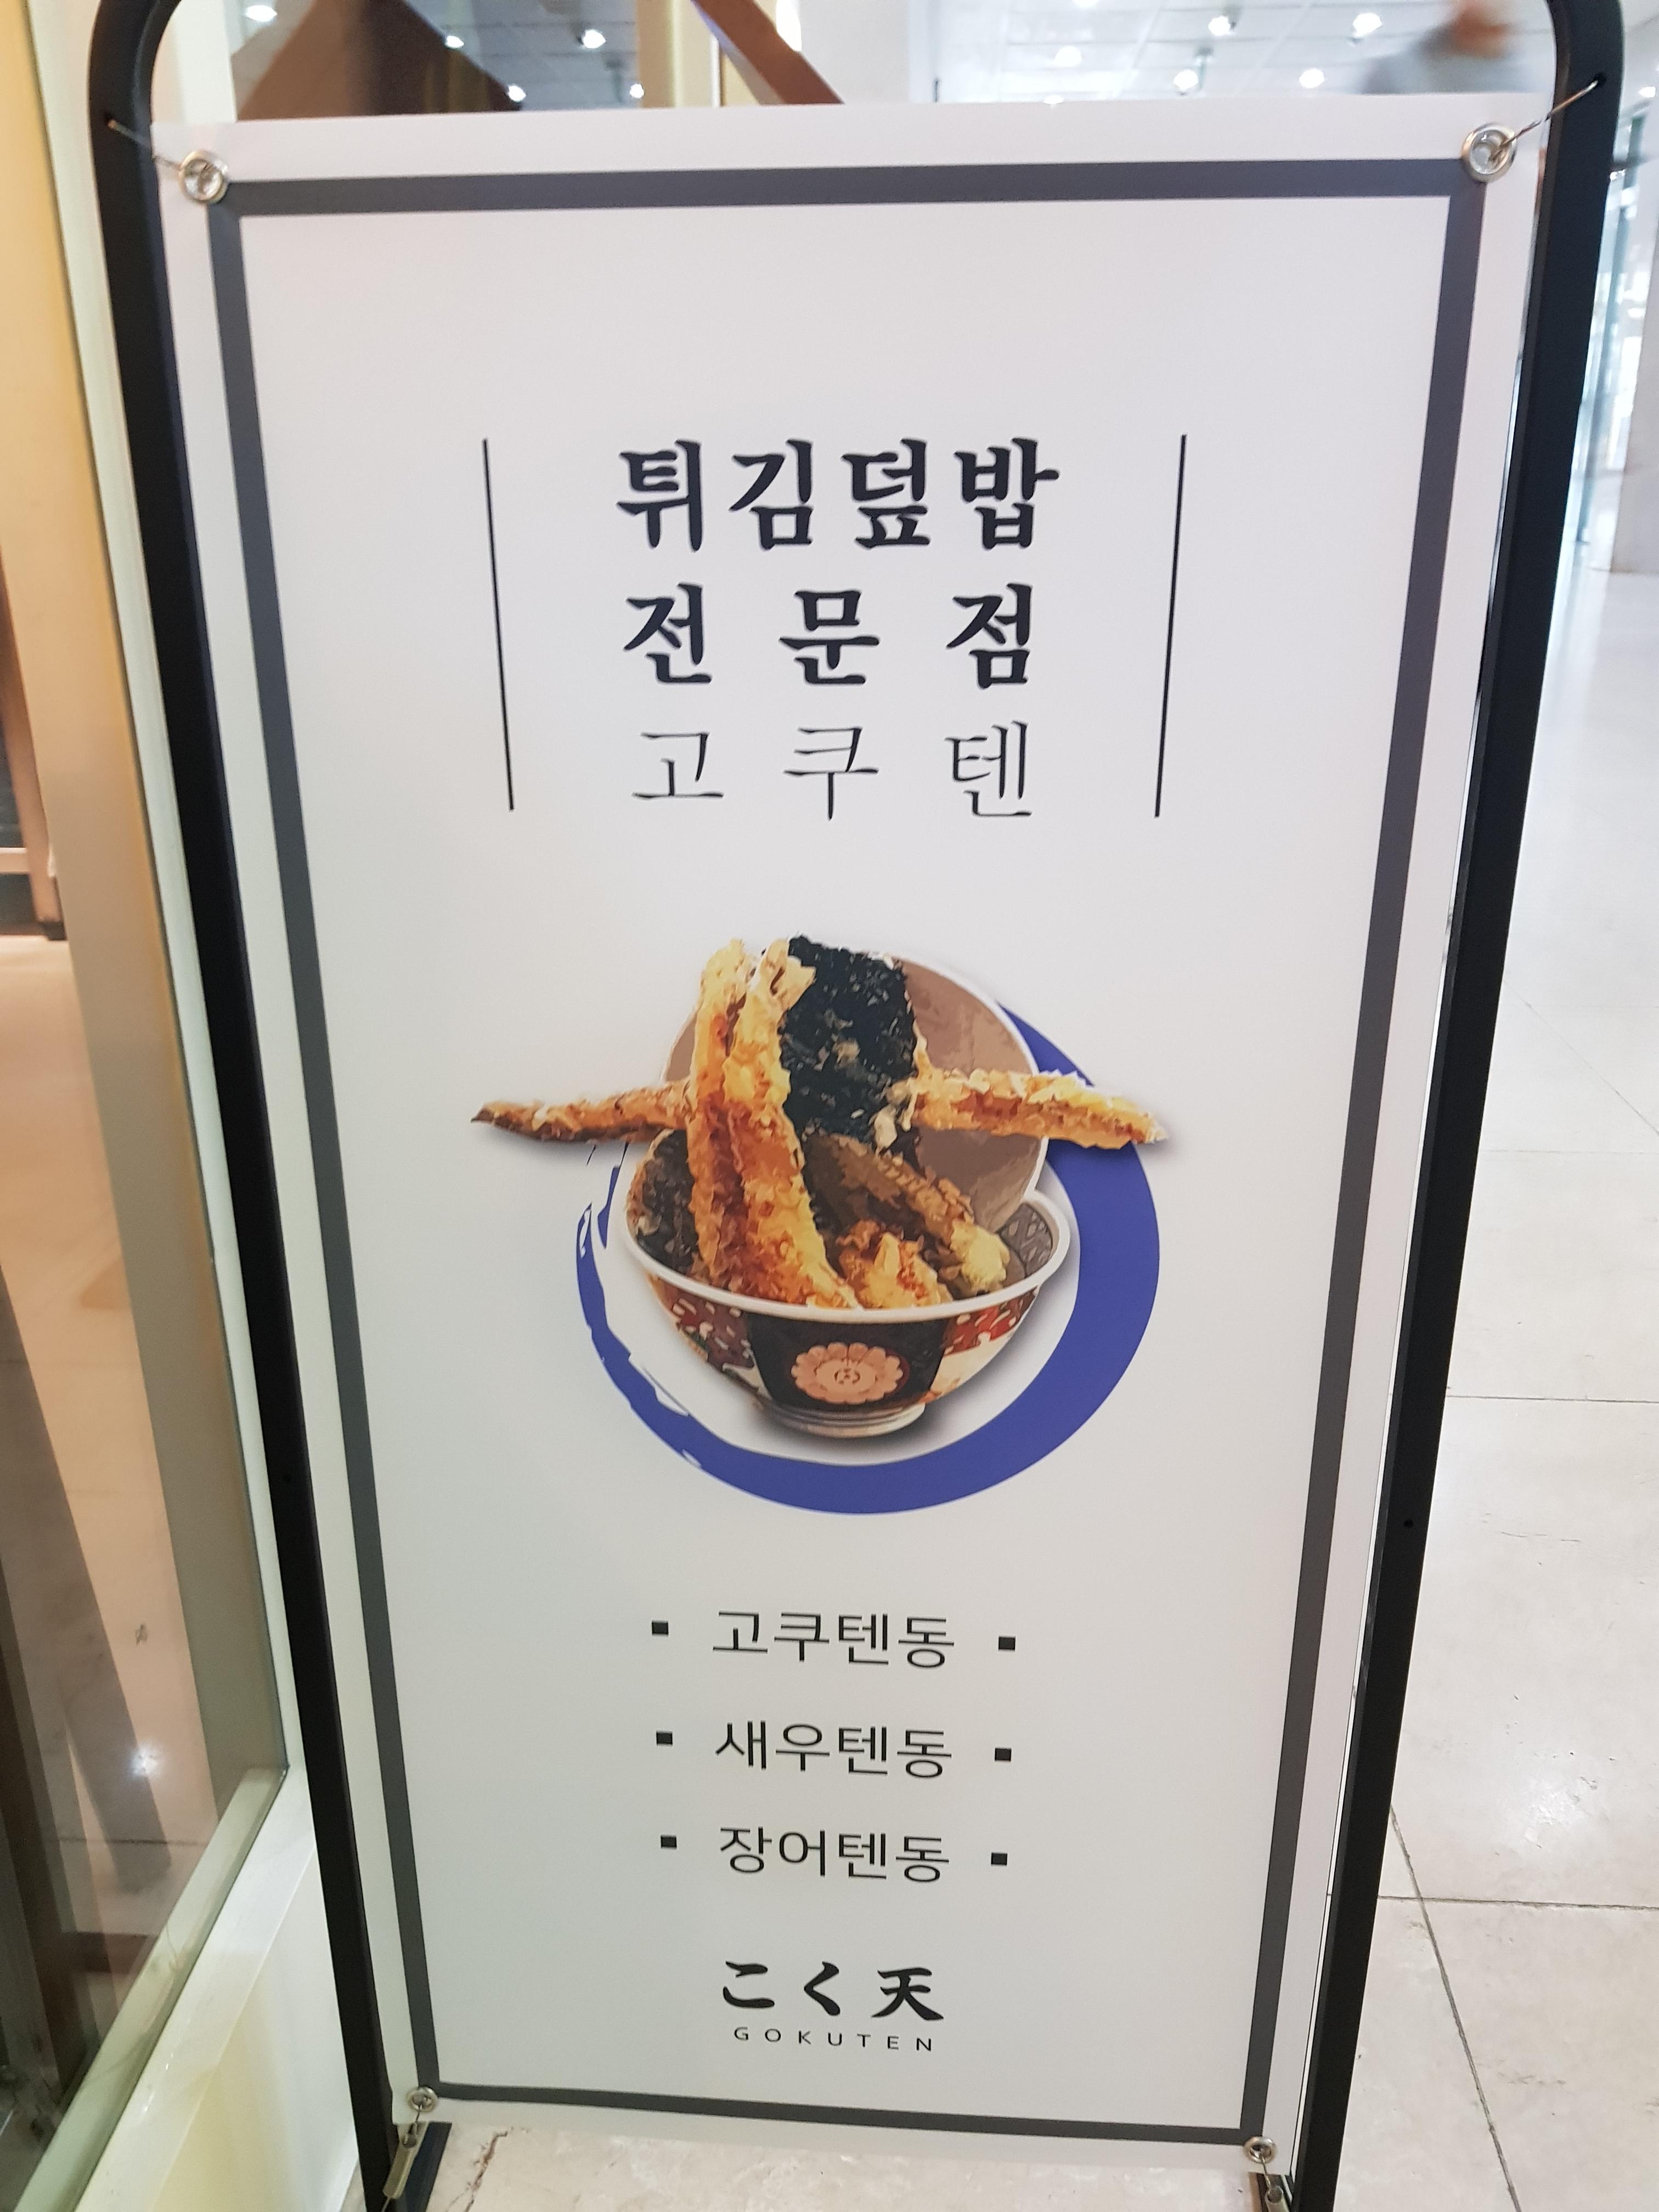 튀김덮밥
전문점
고쿠텐
▪ 고쿠텐동 ▪
▪ 새우텐동 ▪
▪ 장어텐동 ▪
こく天
GOKUTEN